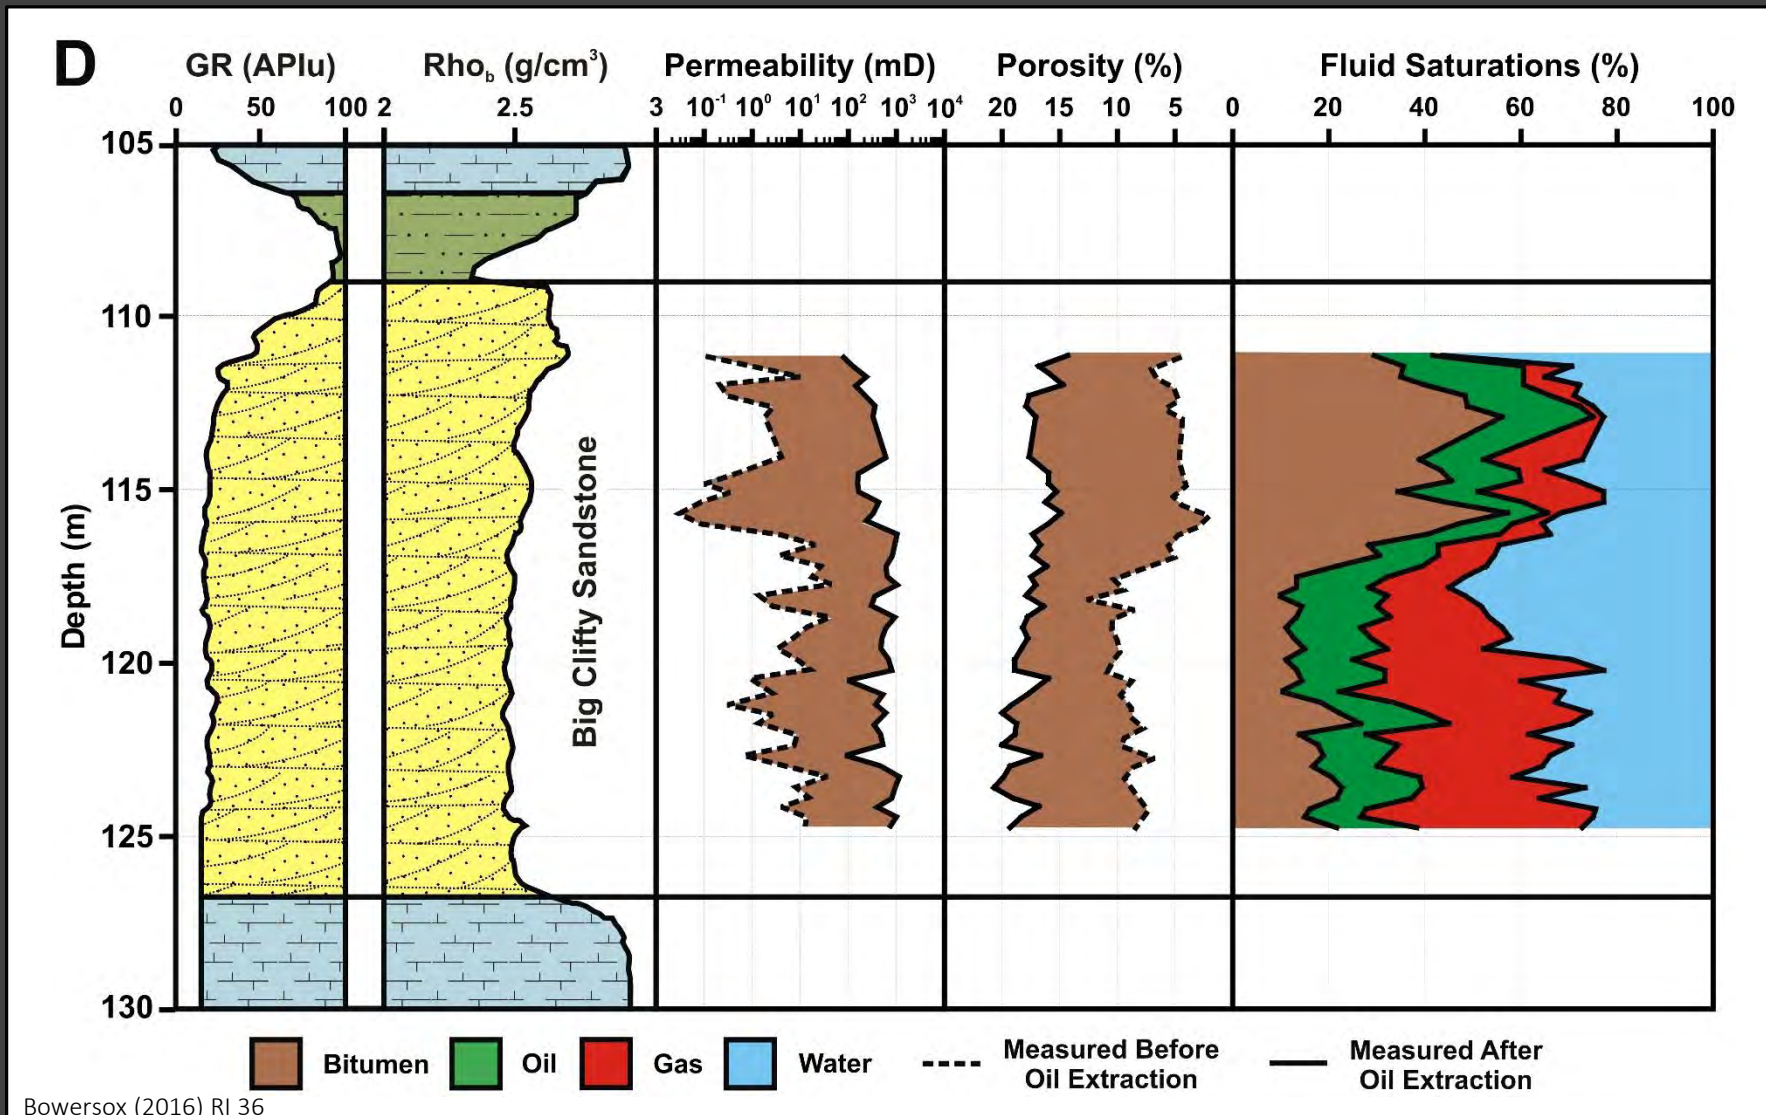 D
GR (APIu) Rhob (g/cm3) Permeability (mD) Porosity (%) Fluid Saturations (%)
0 50 100 2 2.5 3 10-1 100 101 102 103 104 20 15 10 5 0 20 40 60 80 100
105
110
115
120
125
130
Depth (m)
Big Clifty Sandstone
Bitumen Oil Gas Water Measured Before Oil Extraction Measured After Oil Extraction
Bowersox (2016) RI 36